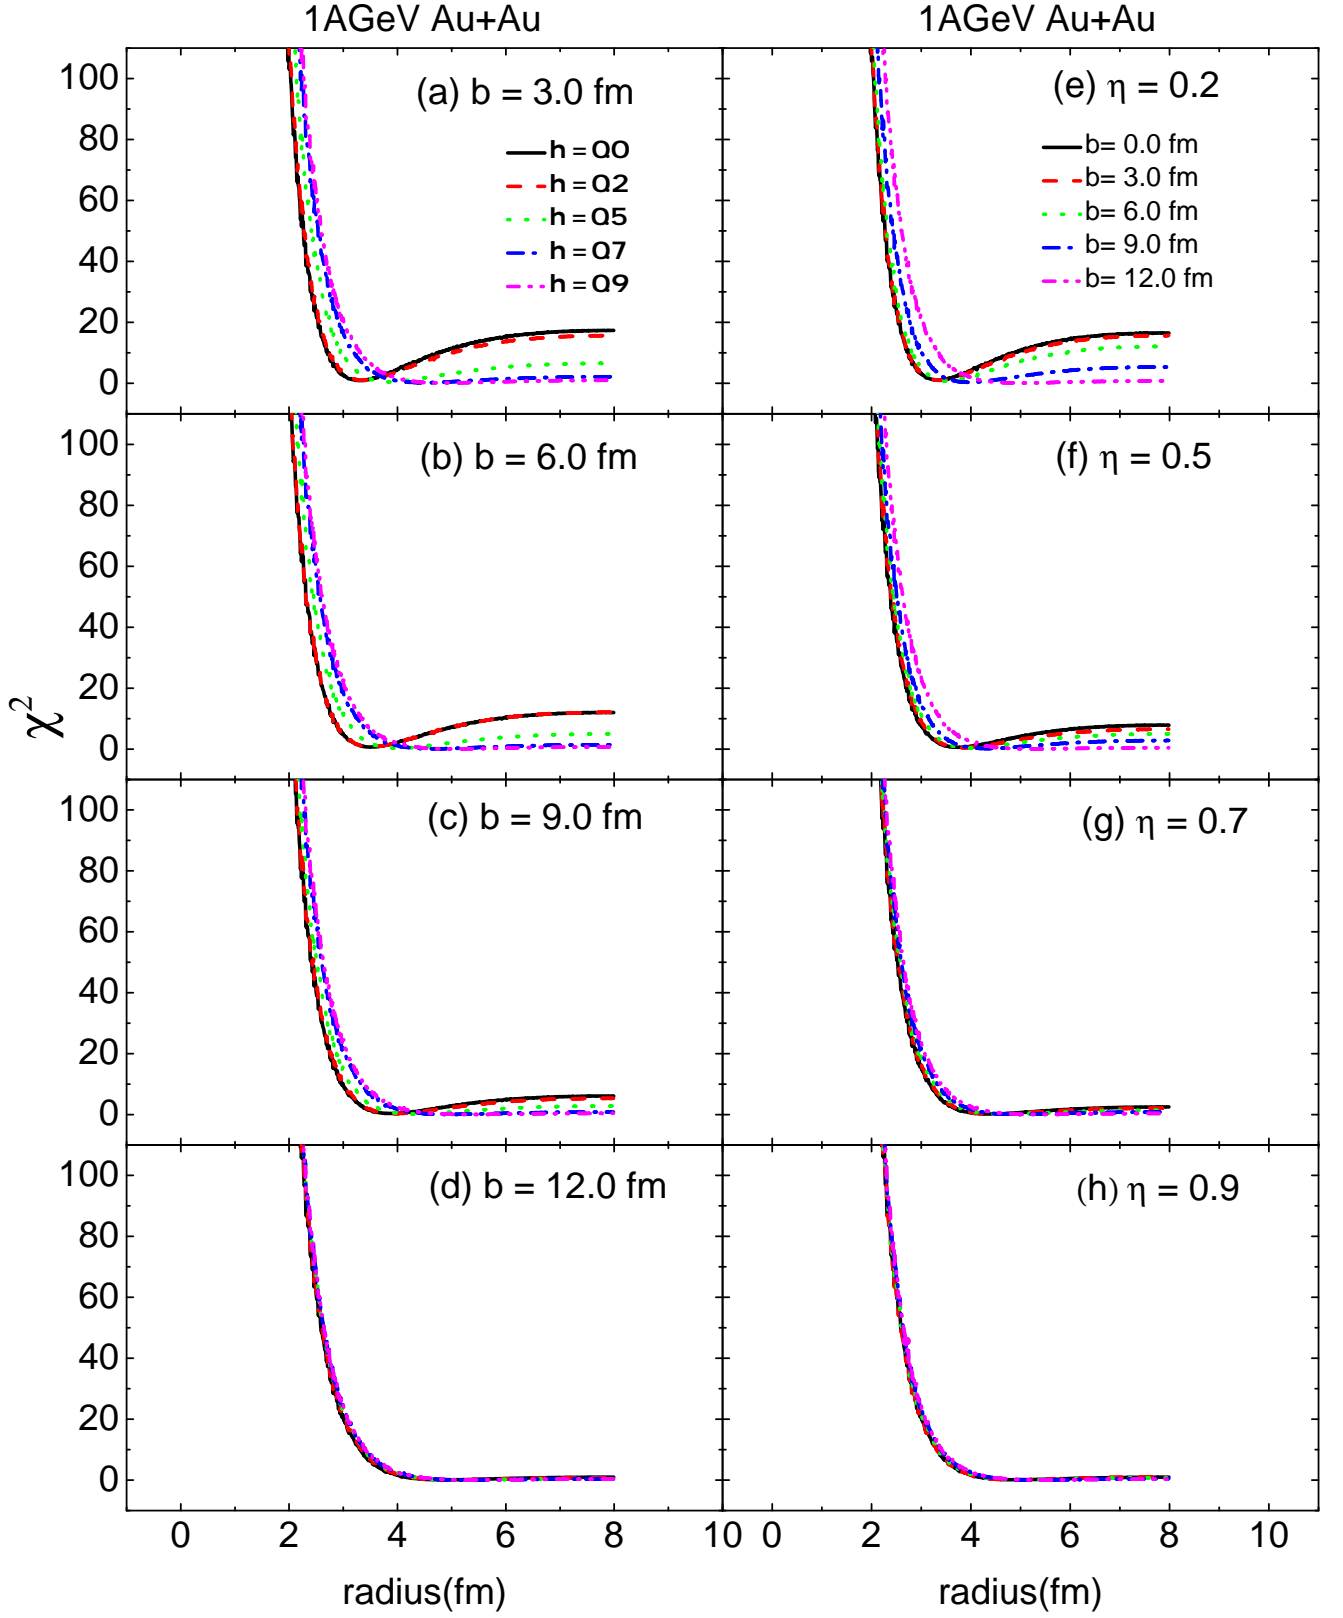 1AGeV Au+Au
1AGeV Au+Au
100
80
60
40
20
0
(a) b = 3.0 fm
h = 0.0
h = 0.2
h = 0.5
h = 0.7
h = 0.9
(e) η = 0.2
b= 0.0 fm
b= 3.0 fm
b= 6.0 fm
b= 9.0 fm
b= 12.0 fm
100
80
60
40
20
0
(b) b = 6.0 fm
(f) η = 0.5
χ²
100
80
60
40
20
0
(c) b = 9.0 fm
(g) η = 0.7
100
80
60
40
20
0
(d) b = 12.0 fm
(h) η = 0.9
0 2 4 6 8 10 0 2 4 6 8 10
radius(fm)
radius(fm)